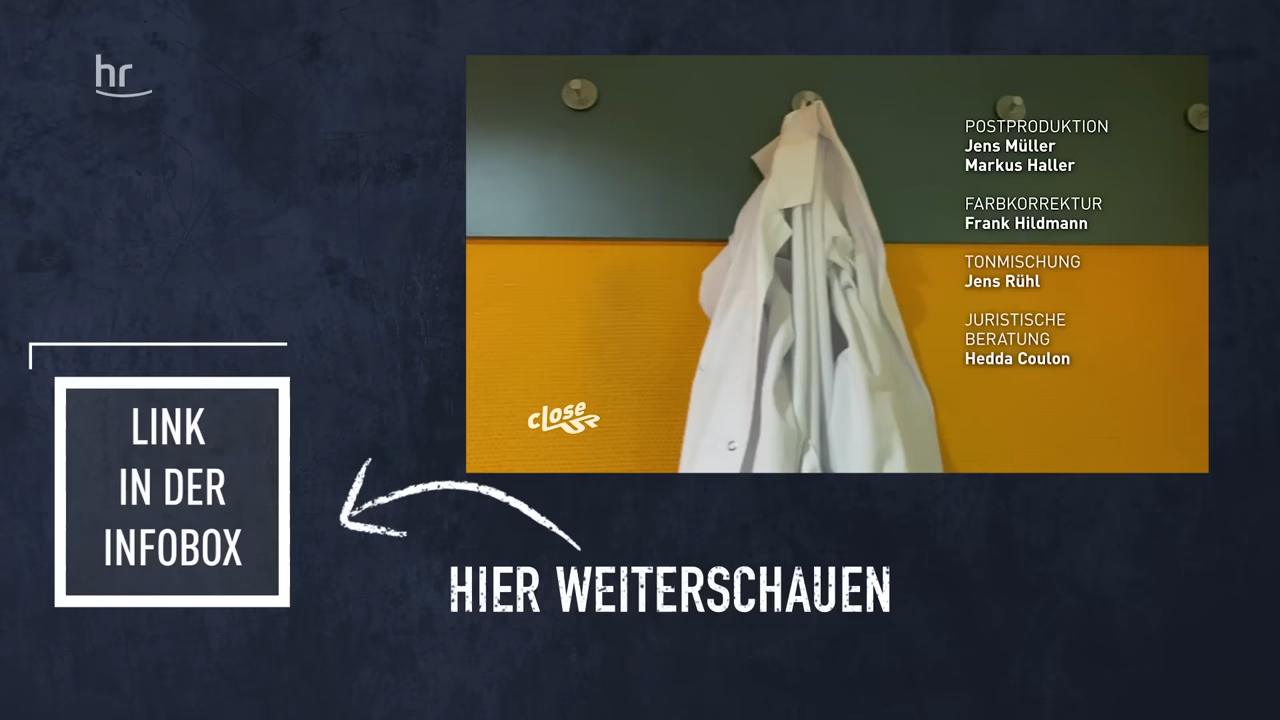 hr
POSTPRODUKTION
Jens Müller
Markus Haller
FARBKORREKTUR
Frank Hildmann
TONMISCHUNG
Jens Rühl
JURISTISCHE
BERATUNG
Hedda Coulon
close UP
LINK
IN DER
INFOBOX
HIER WEITERSCHAUEN